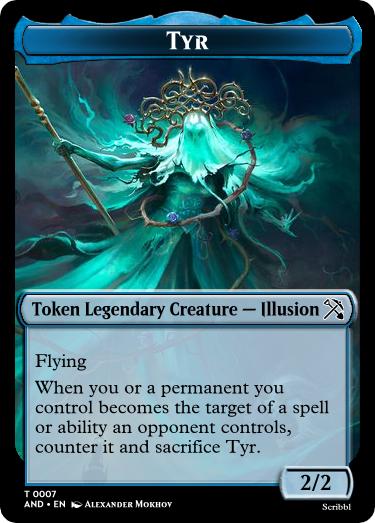 Tyr
Token Legendary Creature — Illusion
Flying
When you or a permanent you
control becomes the target of a spell
or ability an opponent controls,
counter it and sacrifice Tyr.
2/2
T 0007
AND • EN Alexander Mokhov
Scribbl